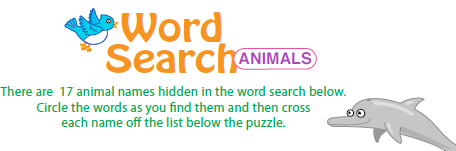 Word
Search
ANIMALS
There are  17 animal names hidden in the word search below.
Circle the words as you find them and then cross
each name off the list below the puzzle.